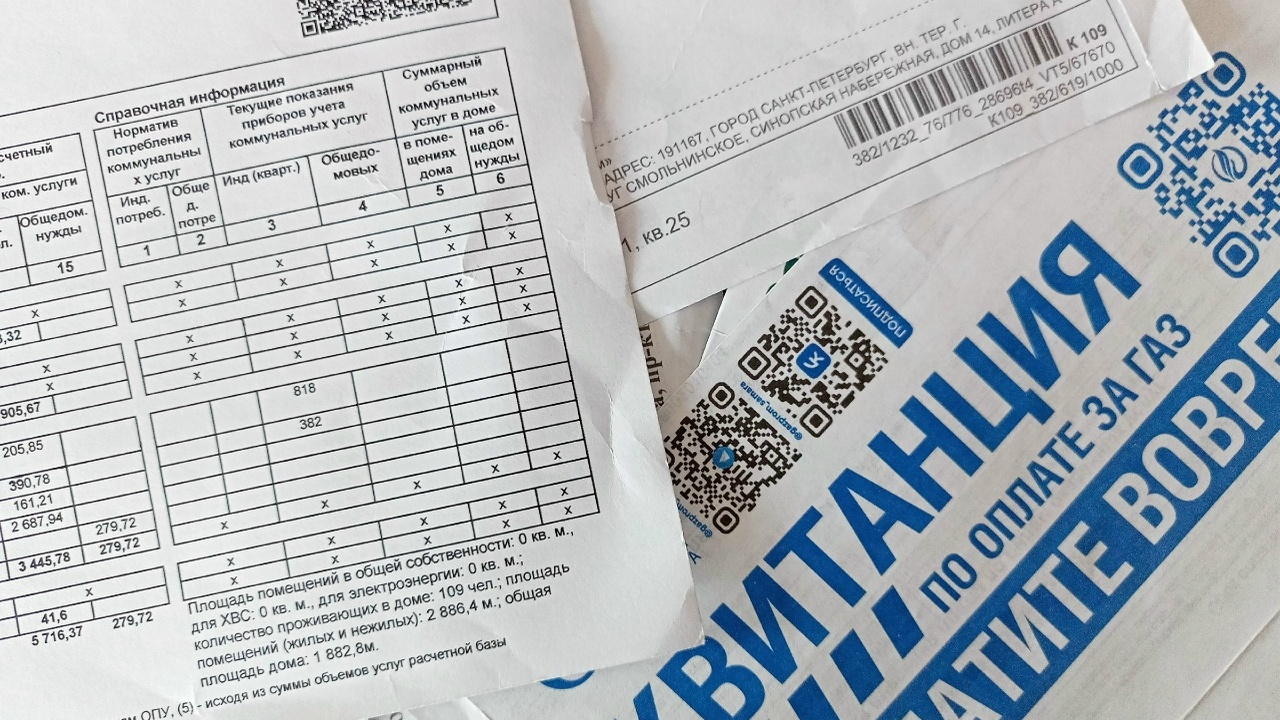 Справочная информация
Норматив
потребления
коммунальны
х услуг
Текущие показания
приборов учета
коммунальных услуг
Суммарный
объем
коммунальных
услуг в доме
ком. услуги
Общедом.
нужды
15
Инд.
потреб.
Обще
д.
потре
Инд (кварт.)
Общедо-
мовых
в поме-
щениях
дома
на об-
щедом
нужды
1 2 3 4 5 6
x x x x
x x x x
x x x x
x x x x
x x x x
818
382
x x x x x
x x x x
x x x x
x
x
x
905,67
205,85
390,78
161,21
2 687,94 279,72
3 445,78 279,72
x
41,6
5 716,37 279,72
Площадь помещений в общей собственности: 0 кв. м.,
для ХВС: 0 кв. м., для электроэнергии: 0 кв. м.;
количество проживающих в доме: 109 чел.; площадь
помещений (жилых и нежилых): 2 886,4 м.; общая
площадь дома: 1 882,8м.
ОПУ, (5) - исходя из суммы объемов услуг расчетной базы
АДРЕС: 191167, ГОРОД САНКТ-ПЕТЕРБУРГ, ВН. ТЕР. Г.
СМОЛЬНИНСКОЕ, СИНОПСКАЯ НАБЕРЕЖНАЯ, ДОМ 14, ЛИТЕРА А
К 109
382/1232_76/776_28696t4_VT5/67670
K109_382/619/1000
1, кв.25
ПОДПИСАТЬСЯ
@gazprom_samara
@gazprom
КВИТАНЦИЯ
ПО ОПЛАТЕ ЗА ГАЗ